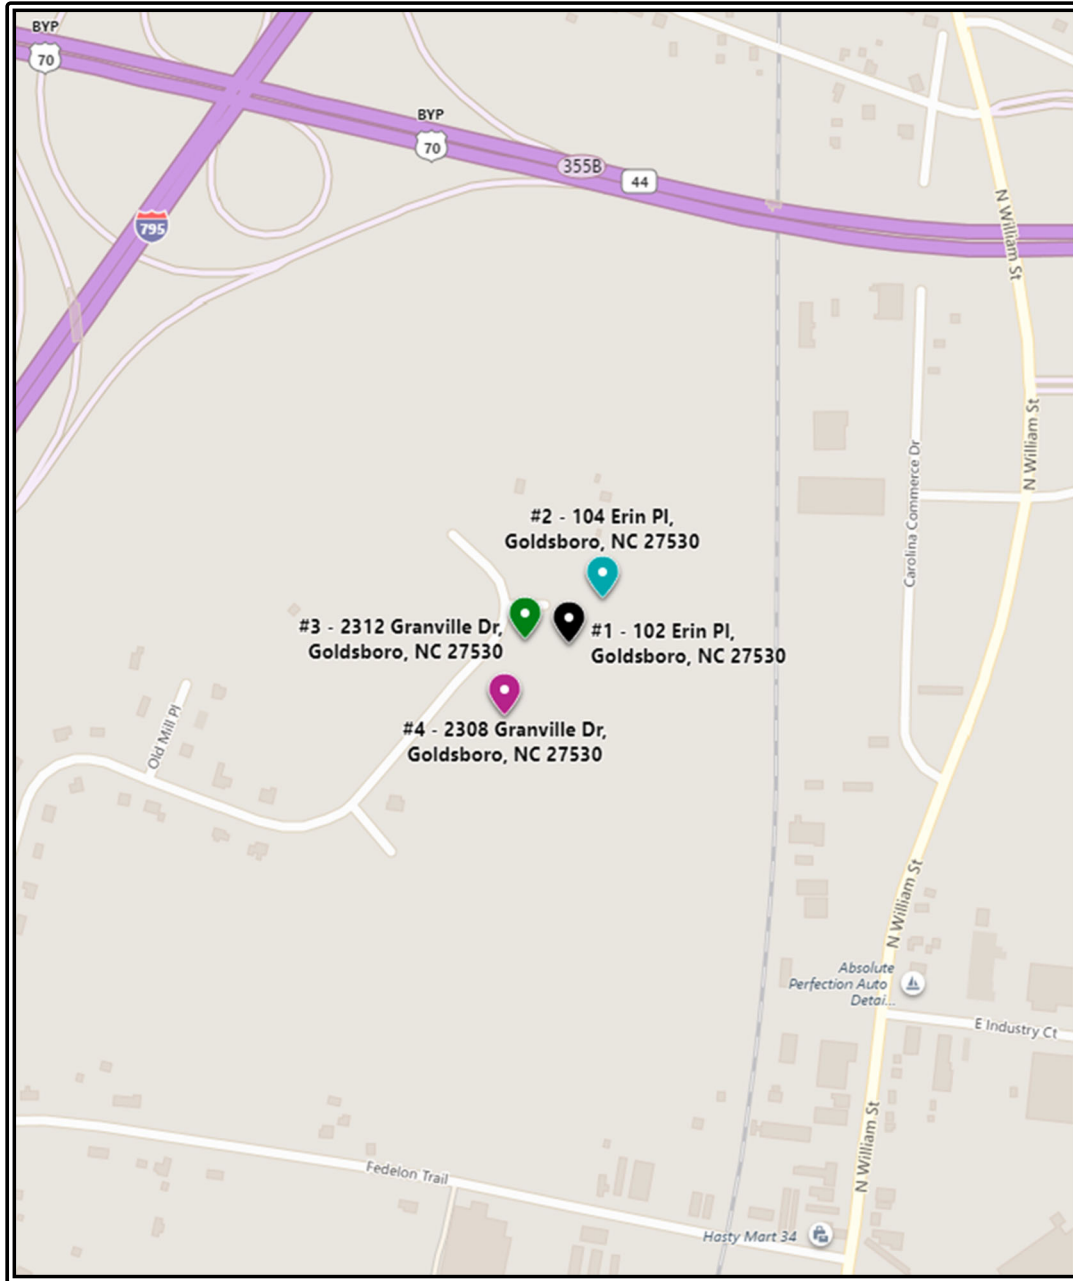 BYP
70
BYP
70
355B
44
795
N William St
N William St
Carolina Commerce Dr
#2 - 104 Erin Pl,
Goldsboro, NC 27530
#3 - 2312 Granville Dr,
Goldsboro, NC 27530
#1 - 102 Erin Pl,
Goldsboro, NC 27530
#4 - 2308 Granville Dr,
Goldsboro, NC 27530
Old Mill Pl
N William St
Absolute
Perfection Auto
Detai...
E Industry Ct
N William St
Fedelon Trail
Hasty Mart 34